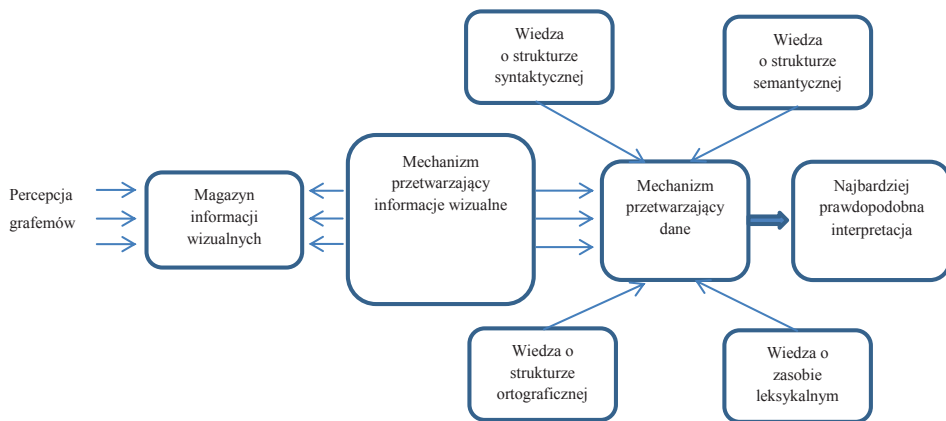 Wiedza
o strukturze
syntaktycznej
Wiedza
o strukturze
semantycznej
Percepcja
grafemów
Magazyn
informacji
wizualnych
Mechanizm
przetwarzający
informacje wizualne
Mechanizm
przetwarzający
dane
Najbardziej
prawdopodobna
interpretacja
Wiedza o
strukturze
ortograficznej
Wiedza o
zasobie
leksykalnym